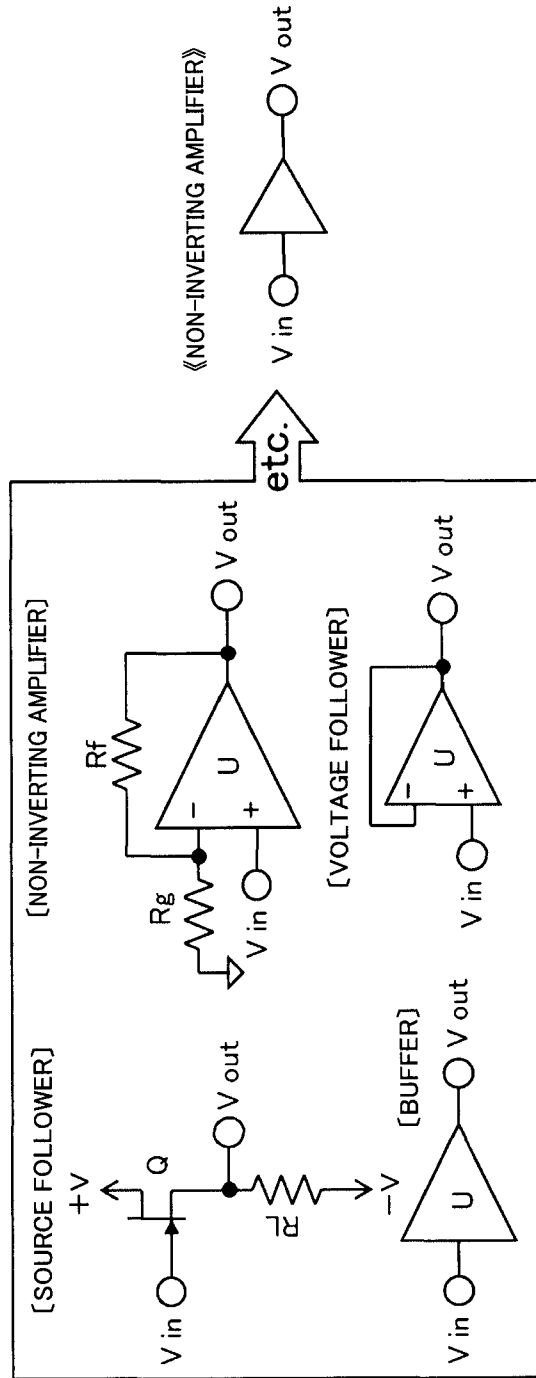 [SOURCE FOLLOWER]
+V
Q
V in
V out
RL
−V
[BUFFER]
V in
U
V out
[NON-INVERTING AMPLIFIER]
Rf
Rg
−
+
U
V in
V out
[VOLTAGE FOLLOWER]
−
+
U
V in
V out
etc.
《NON-INVERTING AMPLIFIER》
V in
V out